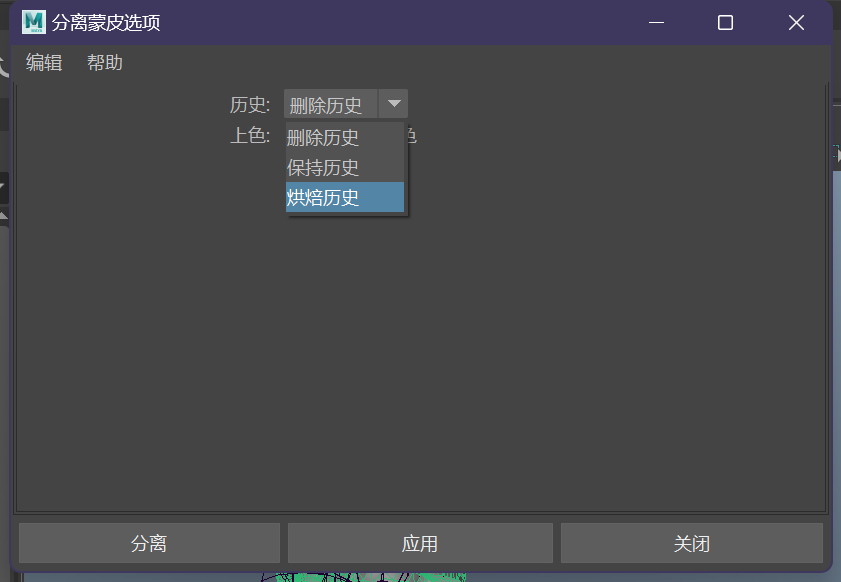 分离蒙皮选项
编辑 帮助
历史: 删除历史
上色: 色
删除历史
保持历史
烘焙历史
分离 应用 关闭